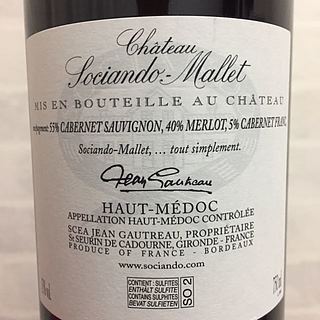 Château
Sociando-Mallet
MIS EN BOUTEILLE AU CHÂTEAU
55% CABERNET SAUVIGNON, 40% MERLOT, 5% CABERNET FRANC
Sociando-Mallet, ... tout simplement.
Jean Gautreau
HAUT-MÉDOC
APPELLATION HAUT-MÉDOC CONTRÔLÉE
SCEA JEAN GAUTREAU, PROPRIÉTAIRE
St SEURIN DE CADOURNE, GIRONDE - FRANCE
PRODUCE OF FRANCE - BORDEAUX
www.sociando.com
CONTIENT : SULFITES
ENTHÄLT SULFITE
CONTAINS SULPHITES
BEVAT SULFIETEN
SO2